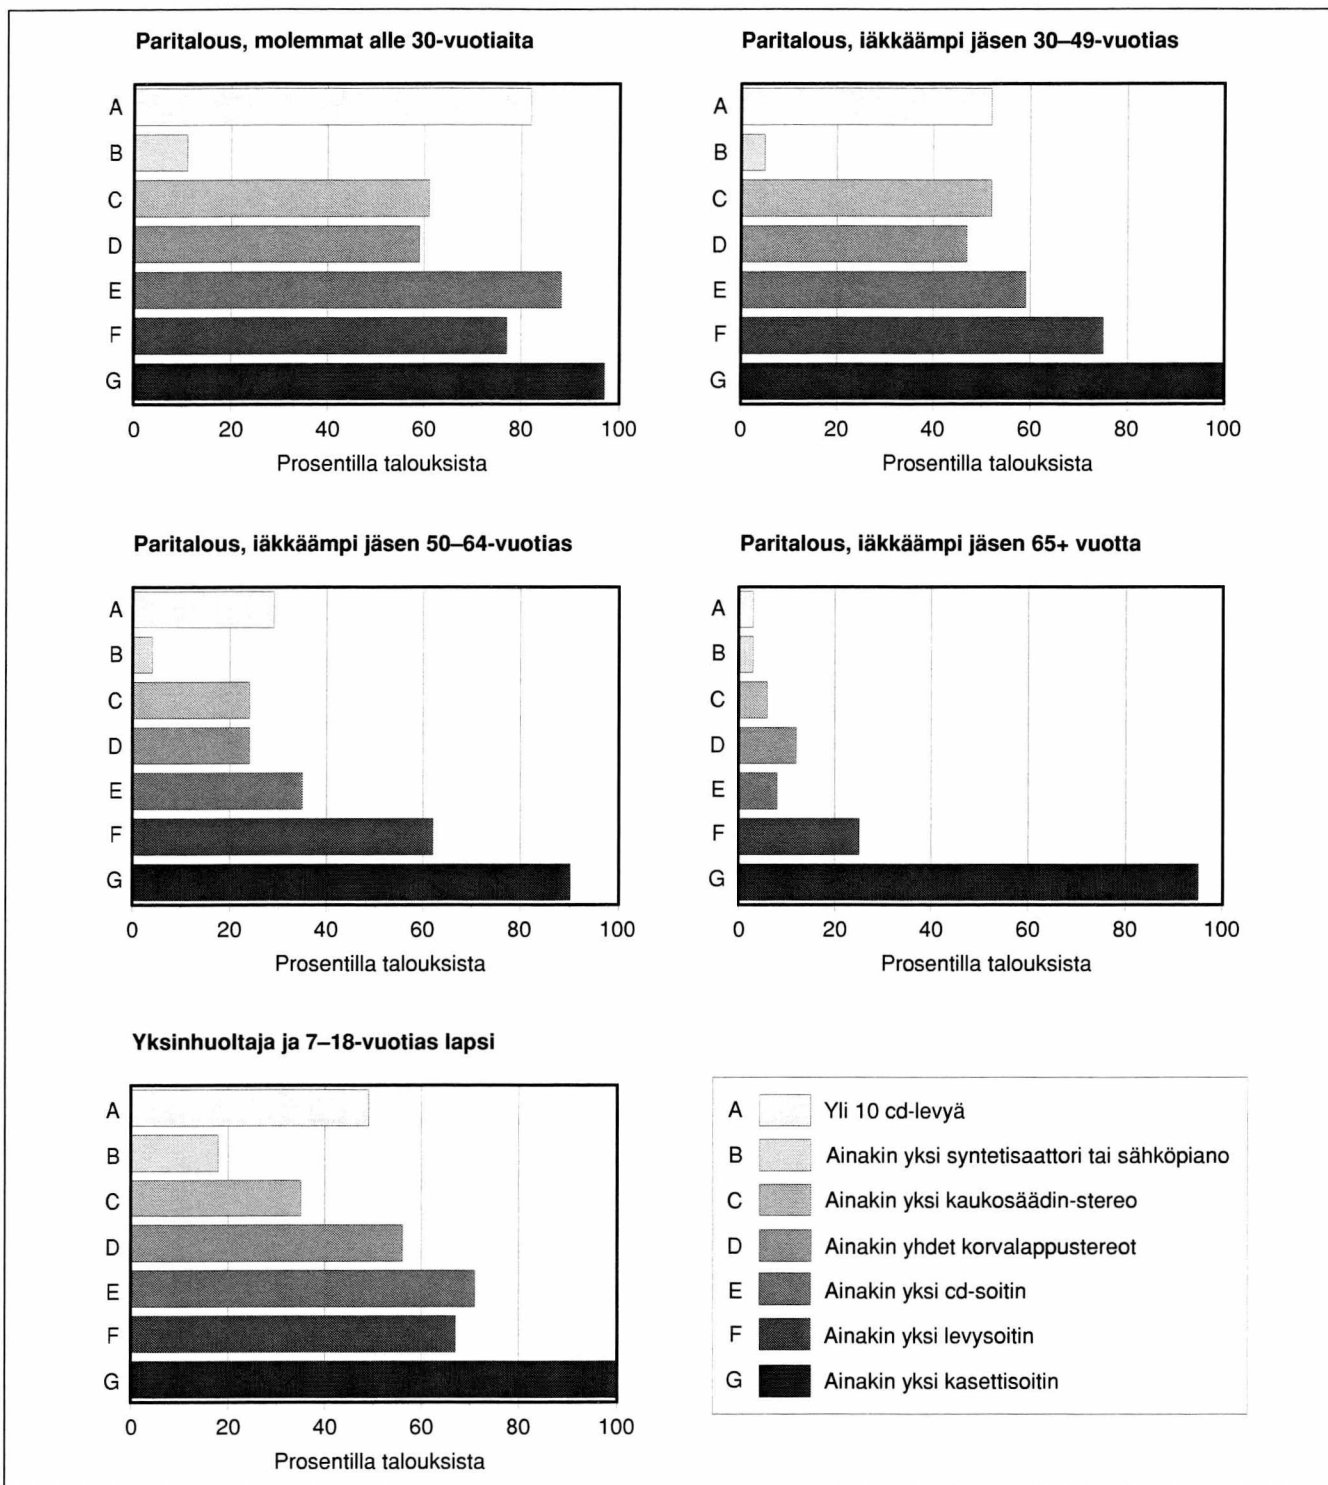 Paritalous, molemmat alle 30-vuotiaita
A
B
C
D
E
F
G
0 20 40 60 80 100
Prosentilla talouksista
Paritalous, iäkkäämpi jäsen 30–49-vuotias
A
B
C
D
E
F
G
0 20 40 60 80 100
Prosentilla talouksista
Paritalous, iäkkäämpi jäsen 50–64-vuotias
A
B
C
D
E
F
G
0 20 40 60 80 100
Prosentilla talouksista
Paritalous, iäkkäämpi jäsen 65+ vuotta
A
B
C
D
E
F
G
0 20 40 60 80 100
Prosentilla talouksista
Yksinhuoltaja ja 7–18-vuotias lapsi
A
B
C
D
E
F
G
0 20 40 60 80 100
Prosentilla talouksista
A Yli 10 cd-levyä
B Ainakin yksi syntetisaattori tai sähköpiano
C Ainakin yksi kaukosäädin-stereo
D Ainakin yhdet korvalappustereot
E Ainakin yksi cd-soitin
F Ainakin yksi levysoitin
G Ainakin yksi kasettisoitin